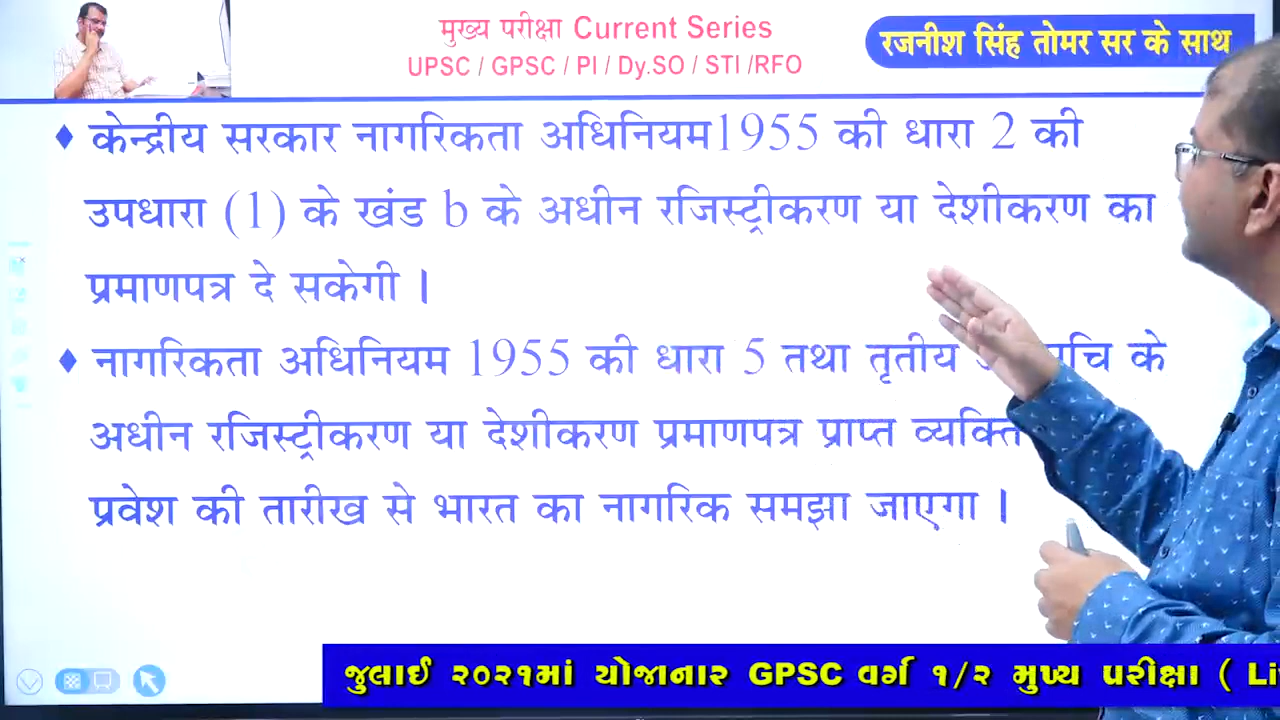 मुख्य परीक्षा Current Series
UPSC / GPSC / PI / Dy.SO / STI /RFO
रजनीश सिंह तोमर सर के साथ
♦ केन्द्रीय सरकार नागरिकता अधिनियम1955 की धारा 2 की
उपधारा (1) के खंड b के अधीन रजिस्ट्रीकरण या देशीकरण का
प्रमाणपत्र दे सकेगी ।
♦ नागरिकता अधिनियम 1955 की धारा 5 तथा तृतीय के
अधीन रजिस्ट्रीकरण या देशीकरण प्रमाणपत्र प्राप्त व्यक्ति
प्रवेश की तारीख से भारत का नागरिक समझा जाएगा ।
જુલાઈ ૨૦૨૧માં યોજાનાર GPSC વર્ગ ૧/૨ મુખ્ય પરીક્ષા (